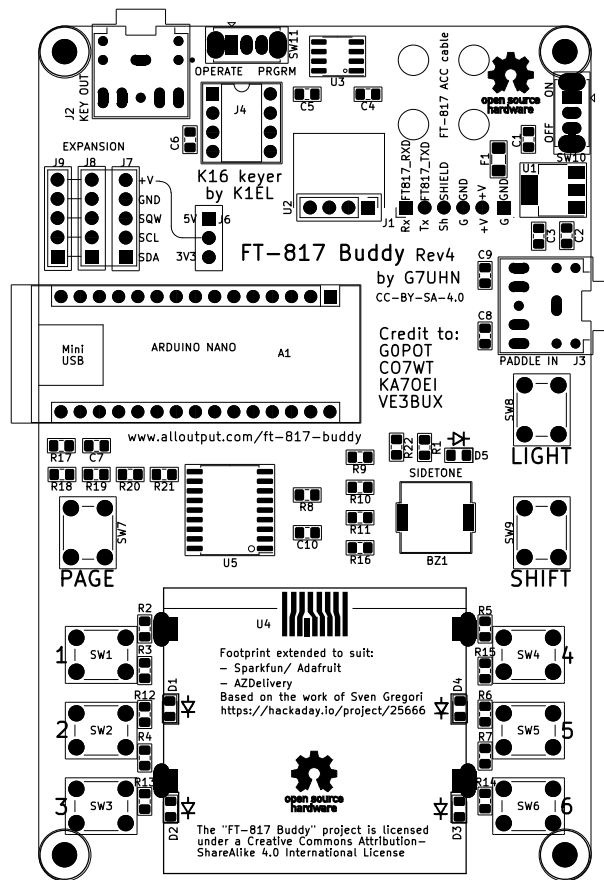 J2
KEY OUT
OPERATE
PRGRM
SW11
U3
C5
C4
FT-817 ACC cable
open source
hardware
ON
OFF
SW10
J4
C6
K16 keyer
by K1EL
EXPANSION
J9
J8
J7
+V
GND
SQW
SCL
SDA
5V
J6
3V3
U2
J1
Rx
FT817_RXD
Tx
FT817_TXD
Sh
SHIELD
G
GND
+V
+V
G
GND
F1
C1
U1
C3
C2
FT-817 Buddy Rev4
by G7UHN
CC-BY-SA-4.0
C9
C8
PADDLE IN
J3
Mini
USB
ARDUINO NANO
A1
Credit to:
G0POT
CO7WT
KA7OEI
VE3BUX
SW8
LIGHT
www.alloutput.com/ft-817-buddy
R17
C7
R18
R19
R20
R21
R22
R1
D5
SIDETONE
BZ1
R9
R10
R11
R16
R8
C10
U5
SW7
PAGE
SW9
SHIFT
U4
Footprint extended to suit:
– Sparkfun/ Adafruit
– AZDelivery
Based on the work of Sven Gregori
https://hackaday.io/project/25666
R2
1
SW1
R3
D1
R12
2
SW2
R4
R13
3
SW3
D2
R5
SW4
4
R15
D4
R6
SW5
5
R7
R14
SW6
6
D3
open source
hardware
The "FT-817 Buddy" project is licensed
under a Creative Commons Attribution–
ShareAlike 4.0 International License